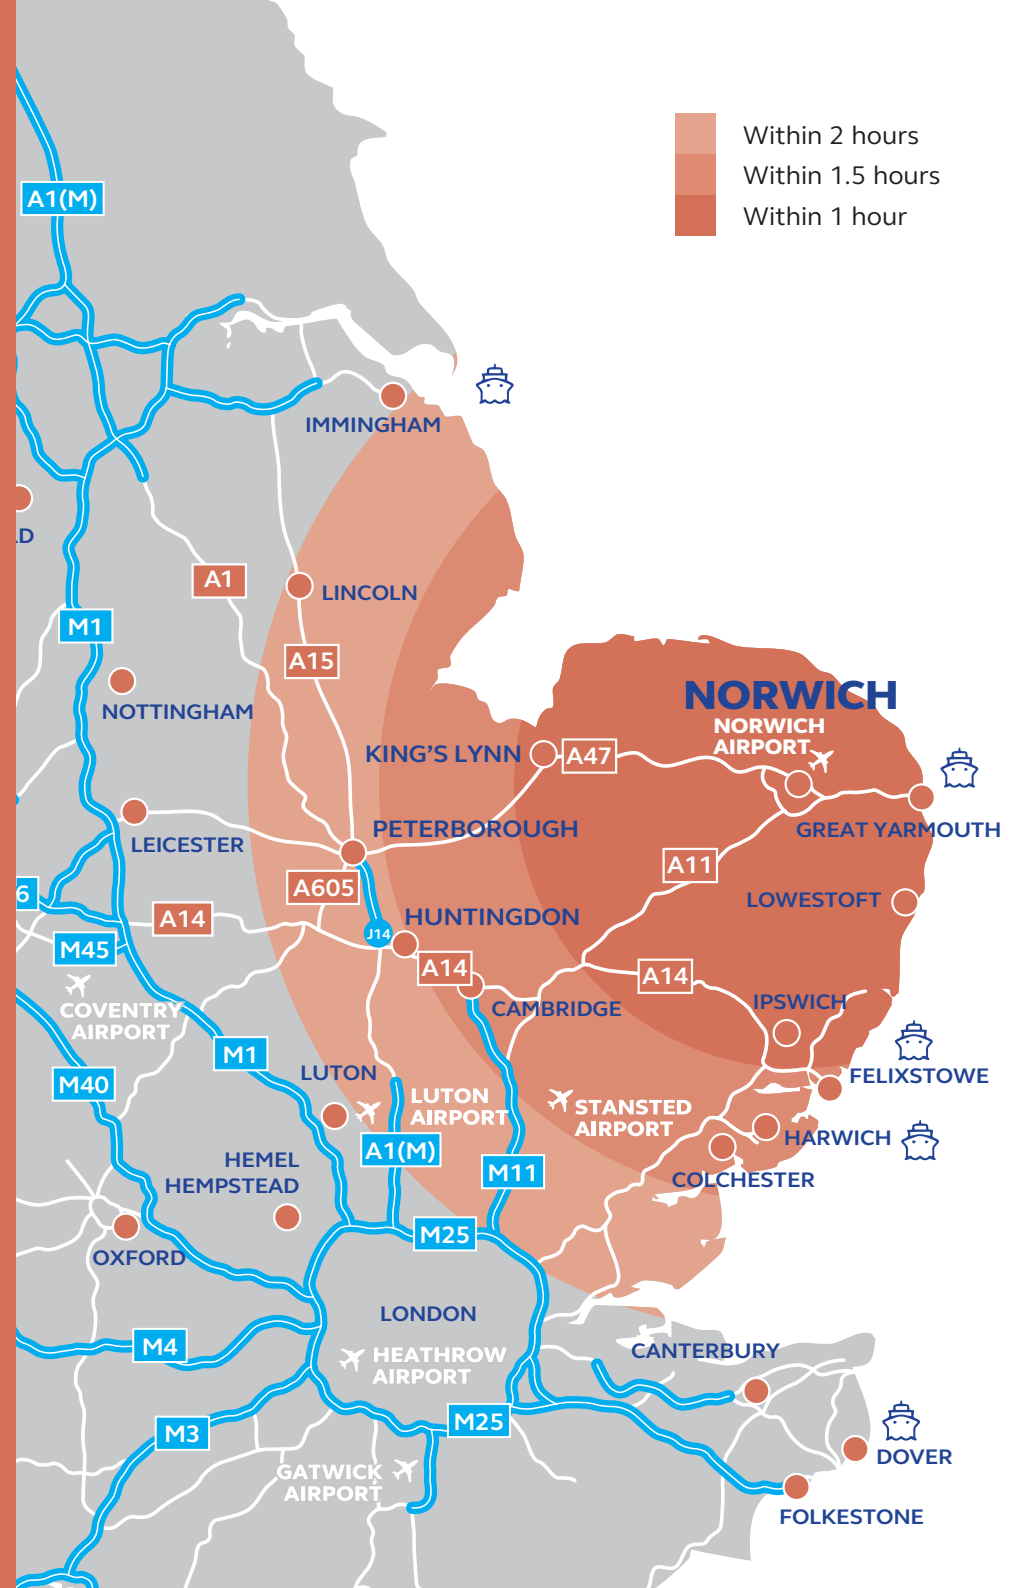 Within 2 hours
Within 1.5 hours
Within 1 hour
A1(M)
IMMINGHAM
LD
A1
LINCOLN
M1
A15
NOTTINGHAM
NORWICH
NORWICH
AIRPORT
KING'S LYNN
A47
PETERBOROUGH
GREAT YARMOUTH
LEICESTER
A11
6
A605
LOWESTOFT
A14
HUNTINGDON
J14
M45
A14
A14
COVENTRY
AIRPORT
CAMBRIDGE
IPSWICH
M1
M40
LUTON
FELIXSTOWE
LUTON
AIRPORT
STANSTED
AIRPORT
HARWICH
A1(M)
HEMEL
HEMPSTEAD
M11
COLCHESTER
M25
OXFORD
LONDON
M4
HEATHROW
AIRPORT
CANTERBURY
M3
M25
DOVER
GATWICK
AIRPORT
FOLKESTONE